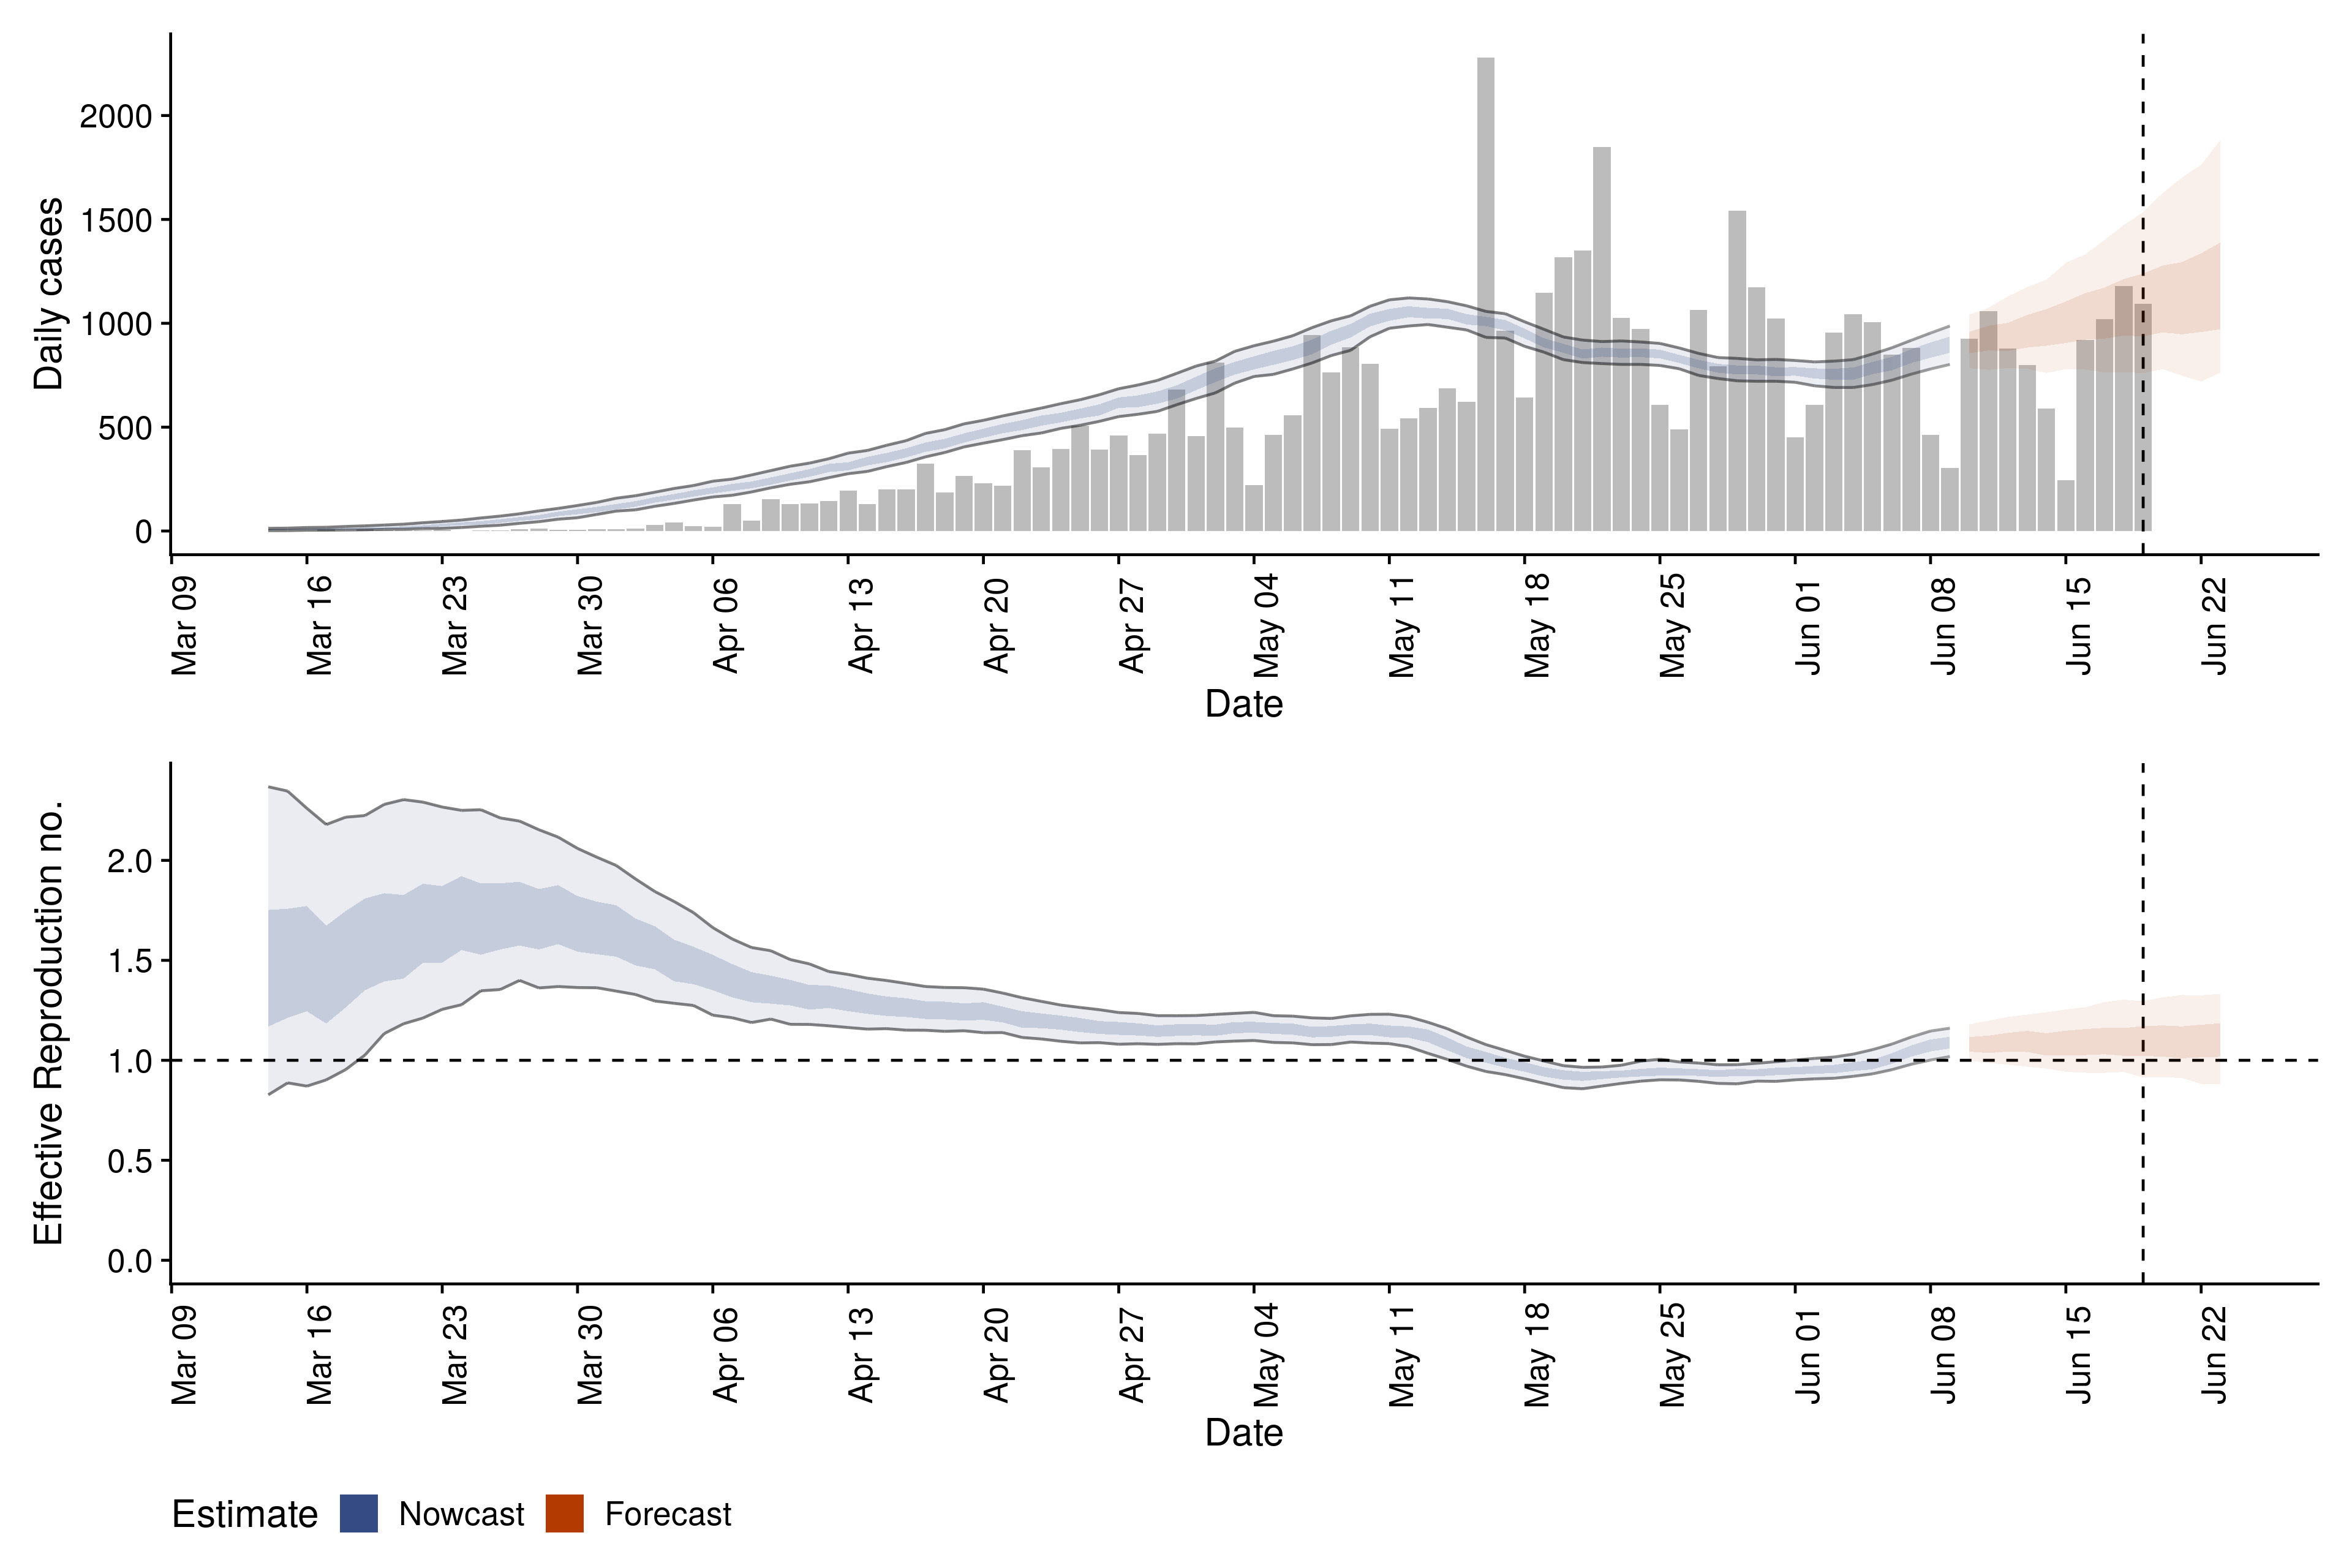 Daily cases
2000
1500
1000
500
0
Mar 09
Mar 16
Mar 23
Mar 30
Apr 06
Apr 13
Apr 20
Apr 27
May 04
May 11
May 18
May 25
Jun 01
Jun 08
Jun 15
Jun 22
Date
Effective Reproduction no.
2.0
1.5
1.0
0.5
0.0
Mar 09
Mar 16
Mar 23
Mar 30
Apr 06
Apr 13
Apr 20
Apr 27
May 04
May 11
May 18
May 25
Jun 01
Jun 08
Jun 15
Jun 22
Date
Estimate Nowcast Forecast